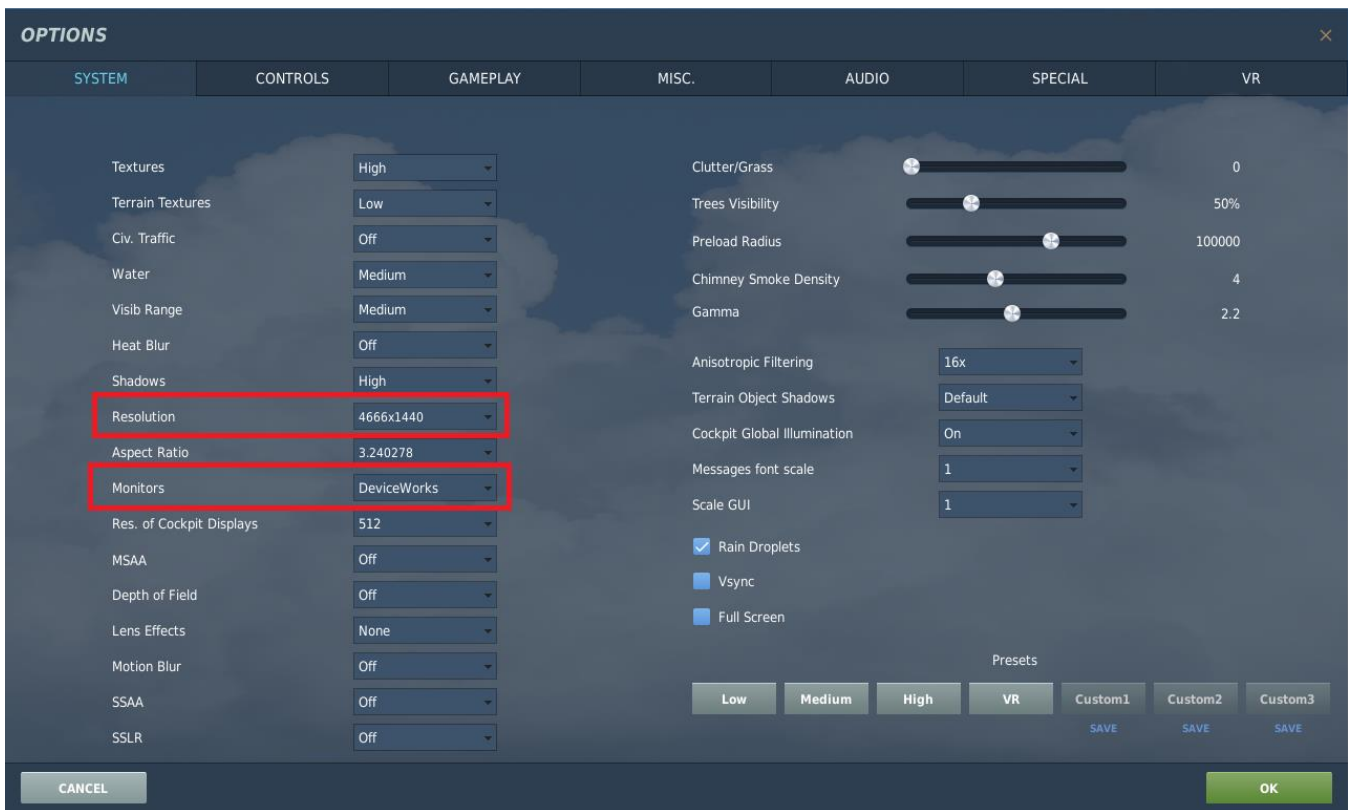 OPTIONS
SYSTEM CONTROLS GAMEPLAY MISC. AUDIO SPECIAL VR
Textures High
Terrain Textures Low
Civ. Traffic Off
Water Medium
Visib Range Medium
Heat Blur Off
Shadows High
Resolution 4666x1440
Aspect Ratio 3.240278
Monitors DeviceWorks
Res. of Cockpit Displays 512
MSAA Off
Depth of Field Off
Lens Effects None
Motion Blur Off
SSAA Off
SSLR Off
Clutter/Grass 0
Trees Visibility 50%
Preload Radius 100000
Chimney Smoke Density 4
Gamma 2.2
Anisotropic Filtering 16x
Terrain Object Shadows Default
Cockpit Global Illumination On
Messages font scale 1
Scale GUI 1
Rain Droplets
Vsync
Full Screen
Presets
Low Medium High VR Custom1 Custom2 Custom3
SAVE SAVE SAVE
CANCEL OK